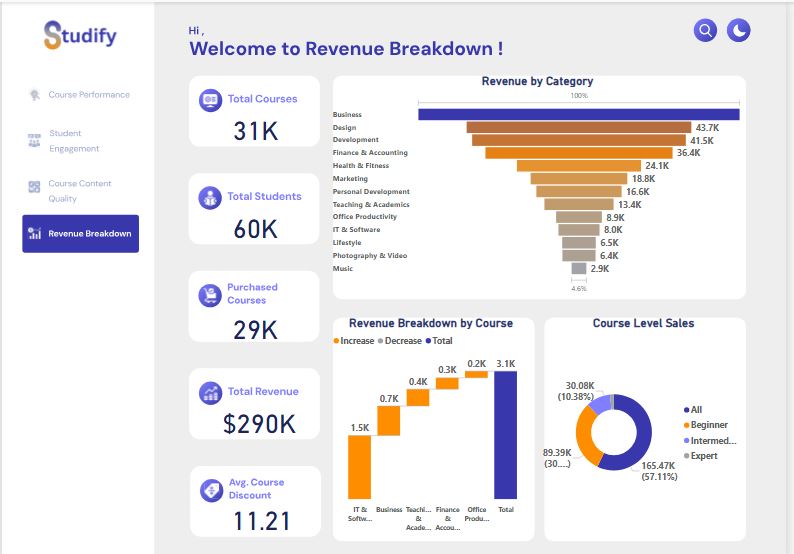 Studify
Hi ,
Welcome to Revenue Breakdown !
Course Performance
Student
Engagement
Course Content
Quality
Revenue Breakdown
Total Courses
31K
Total Students
60K
Purchased
Courses
29K
Total Revenue
$290K
Avg. Course
Discount
11.21
Revenue by Category
100%
Business
Design 43.7K
Development 41.5K
Finance & Accounting 36.4K
Health & Fitness 24.1K
Marketing 18.8K
Personal Development 16.6K
Teaching & Academics 13.4K
Office Productivity 8.9K
IT & Software 8.0K
Lifestyle 6.5K
Photography & Video 6.4K
Music 2.9K
4.6%
Revenue Breakdown by Course
Increase Decrease Total
1.5K
0.7K
0.4K
0.3K
0.2K
3.1K
IT &
Softw...
Business
Teachi...
&
Acade...
Finance
&
Accou...
Office
Produ...
Total
Course Level Sales
30.08K
(10.38%)
89.39K
(30....)
165.47K
(57.11%)
All
Beginner
Intermed...
Expert